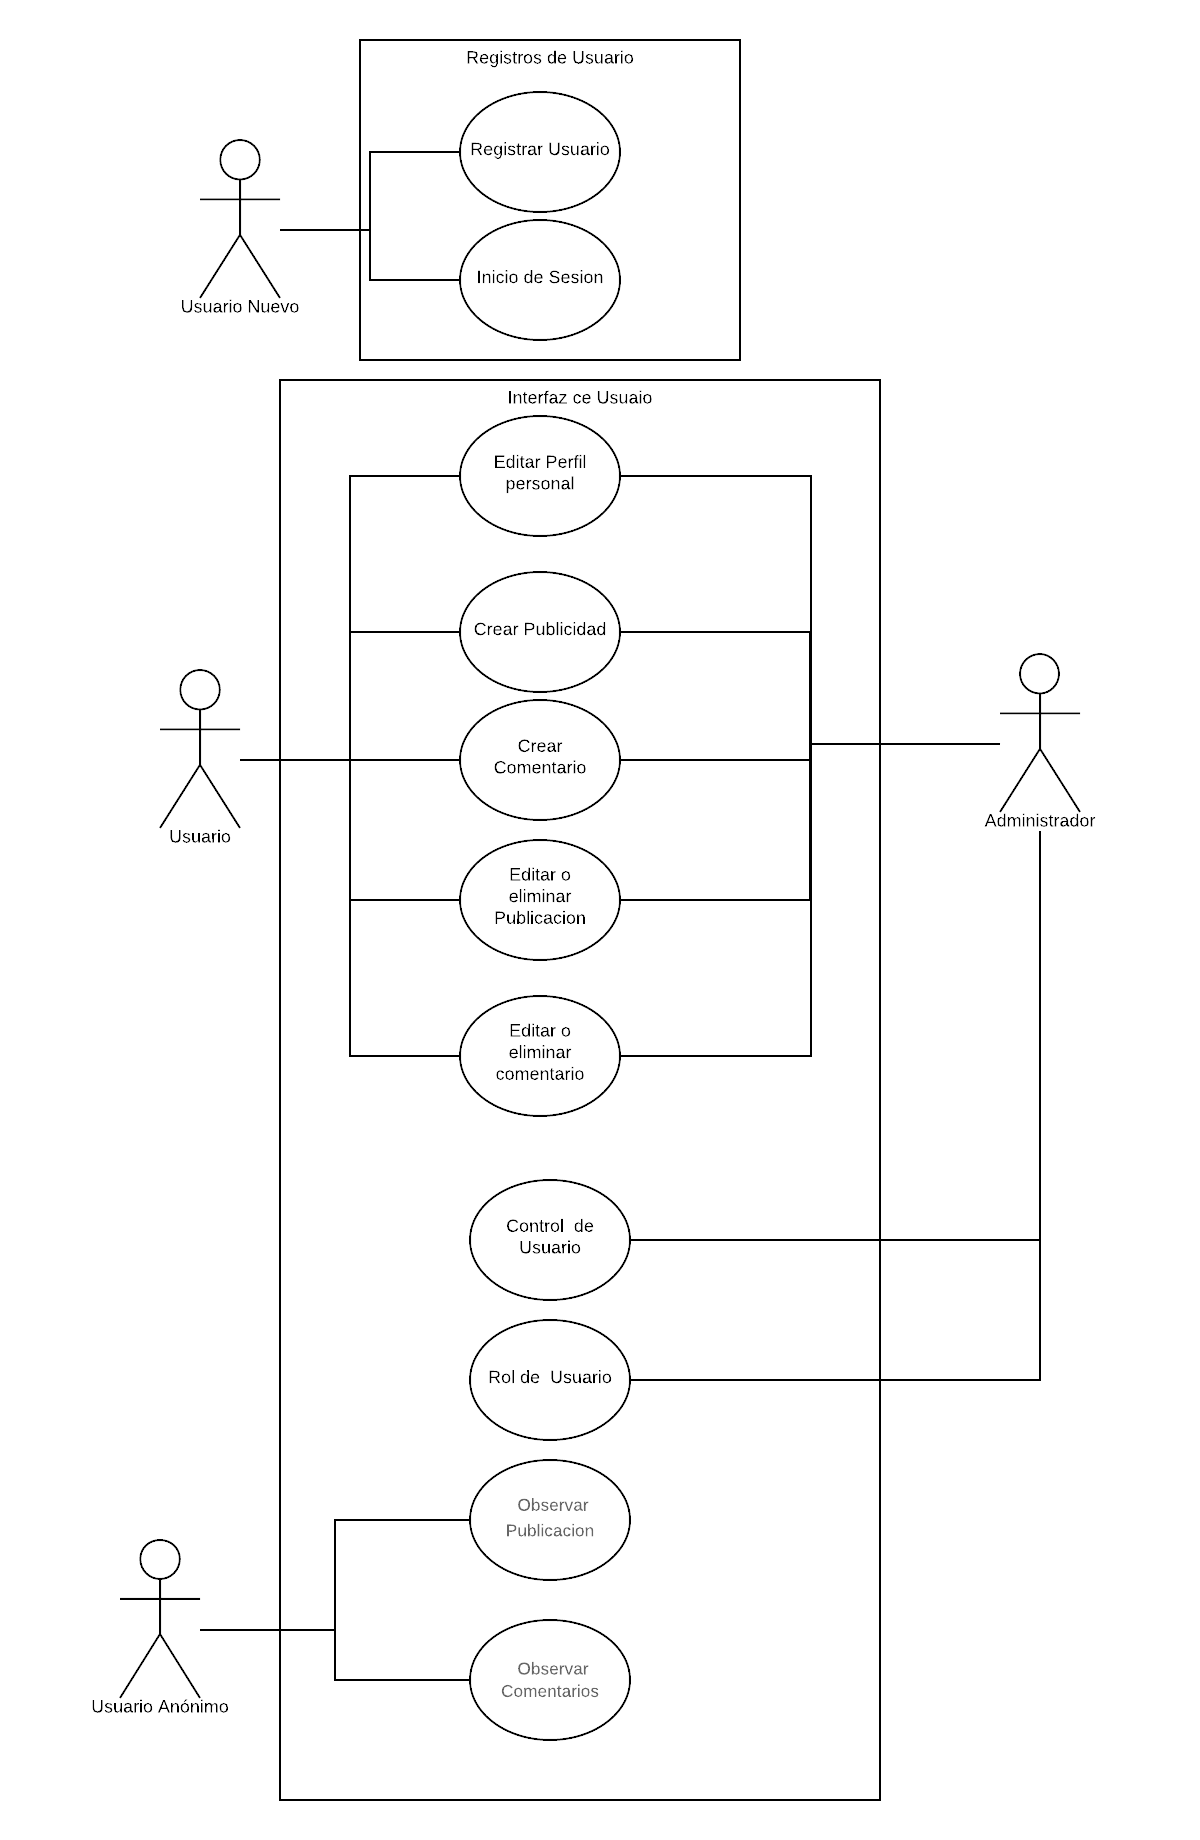 Registros de Usuario
Registrar Usuario
Inicio de Sesion
Usuario Nuevo
Interfaz ce Usuaio
Editar Perfil
personal
Crear Publicidad
Crear
Comentario
Usuario
Administrador
Editar o
eliminar
Publicacion
Editar o
eliminar
comentario
Control  de
Usuario
Rol de  Usuario
Observar
Publicacion
Observar
Comentarios
Usuario Anónimo